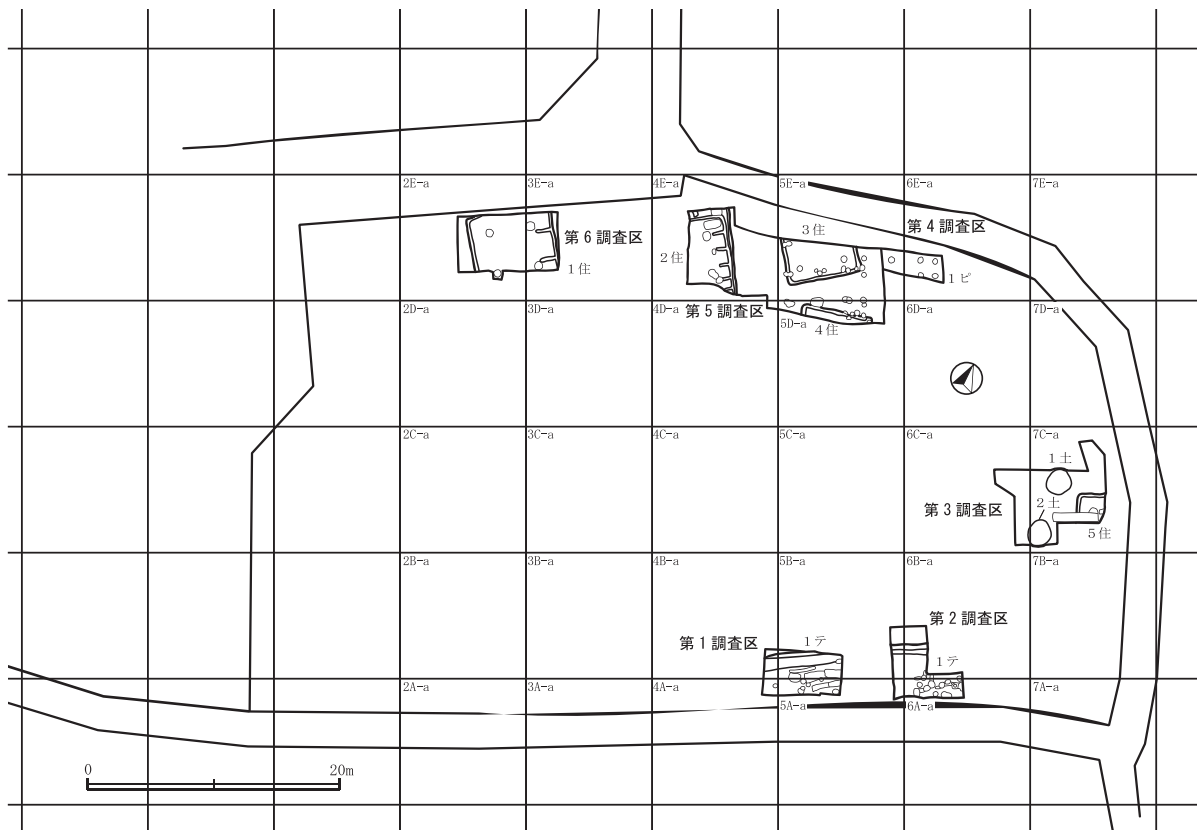 2E-a
3E-a
4E-a
5E-a
6E-a
7E-a
第4調査区
3住
第6調査区
2住
1住
1ピ
2D-a
3D-a
4D-a
第5調査区
5D-a
4住
6D-a
7D-a
2C-a
3C-a
4C-a
5C-a
6C-a
7C-a
1土
2土
第3調査区
5住
2B-a
3B-a
4B-a
5B-a
6B-a
7B-a
第2調査区
第1調査区
1テ
1テ
2A-a
3A-a
4A-a
5A-a
6A-a
7A-a
0
20m